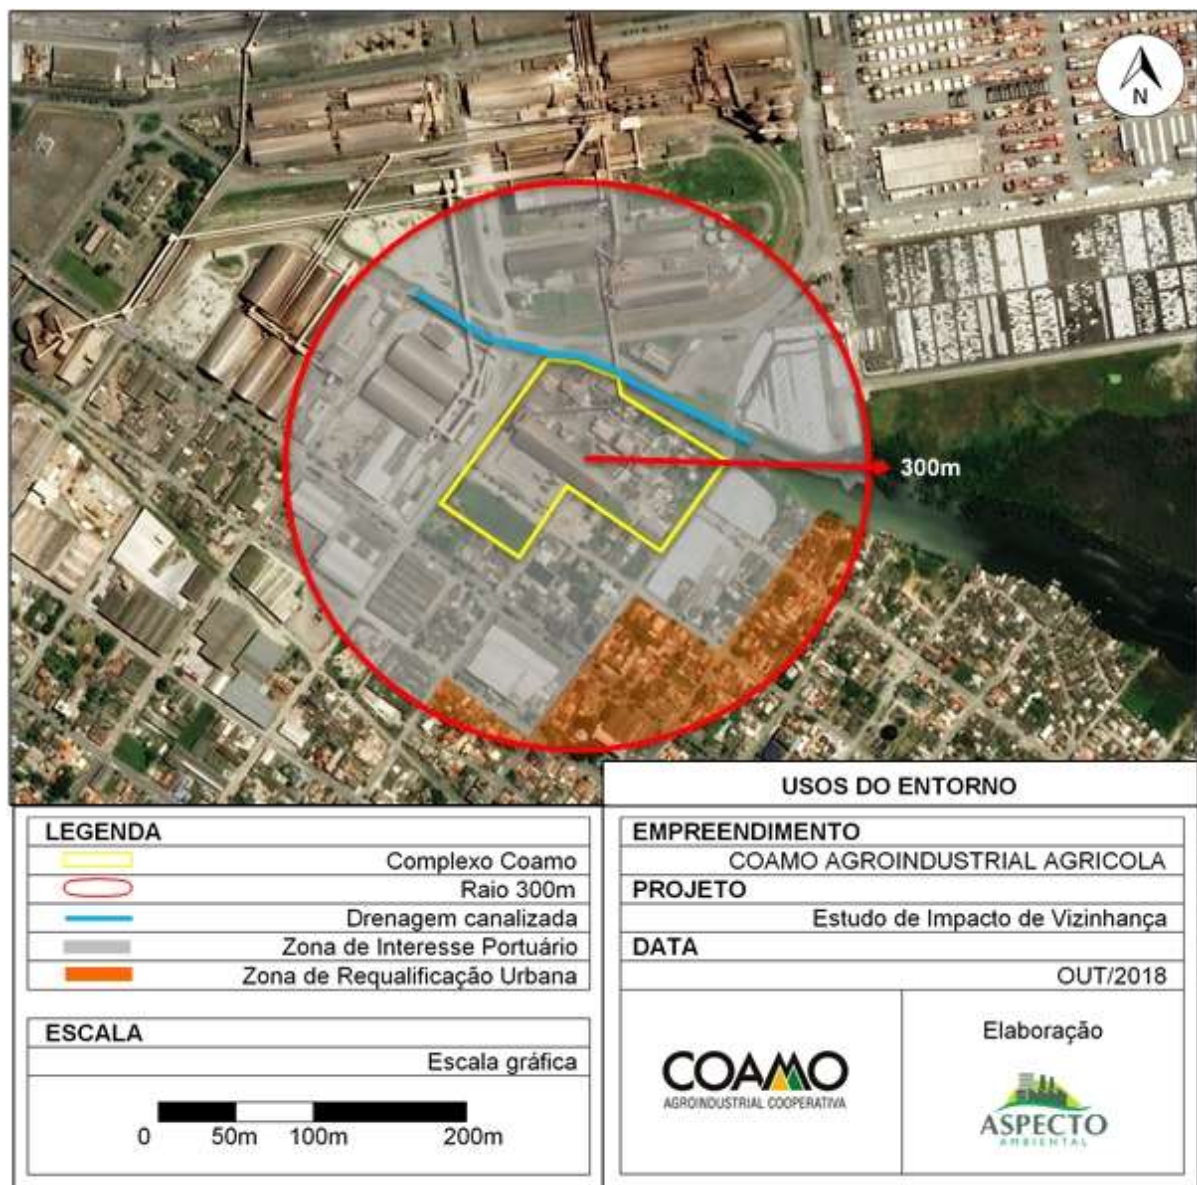 N
300m
USOS DO ENTORNO
LEGENDA
Complexo Coamo
Raio 300m
Drenagem canalizada
Zona de Interesse Portuário
Zona de Requalificação Urbana
ESCALA
Escala gráfica
0 50m 100m 200m
EMPREENDIMENTO
COAMO AGROINDUSTRIAL AGRICOLA
PROJETO
Estudo de Impacto de Vizinhança
DATA
OUT/2018
COAMO
AGROINDUSTRIAL COOPERATIVA
Elaboração
ASPECTO
AMBIENTAL